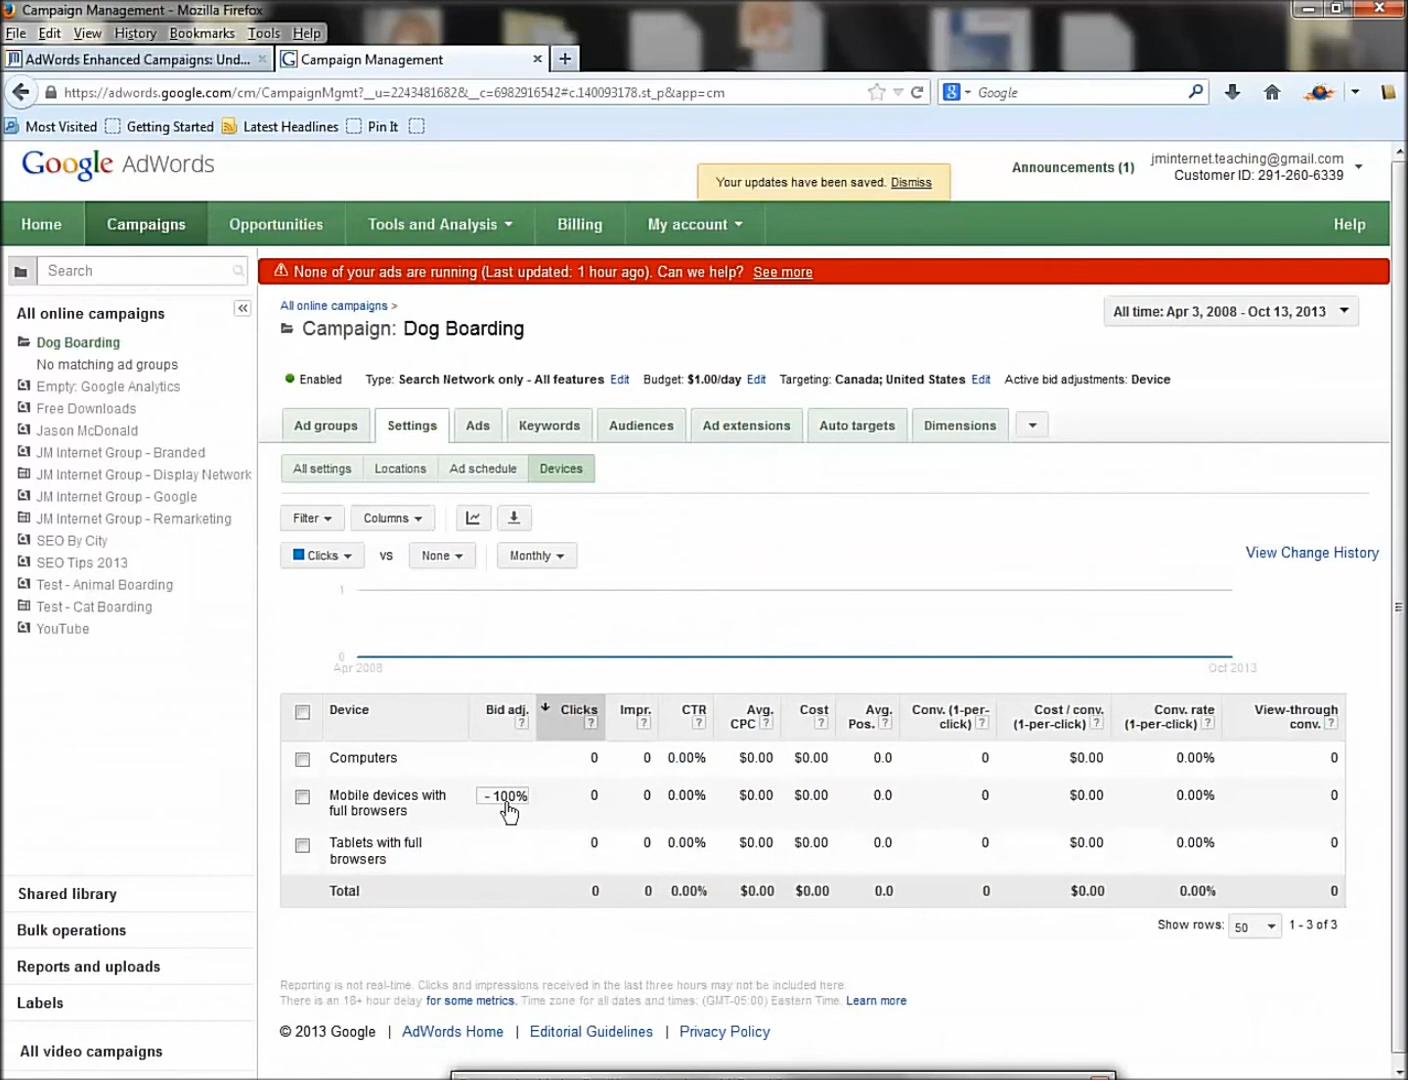 Campaign Management - Mozilla Firefox
File Edit View History Bookmarks Tools Help
AdWords Enhanced Campaigns: Und... × Campaign Management ×
https://adwords.google.com/cm/CampaignMgmt?__u=22434816828&__c=6982916542#c.140093178.st_p&app=cm
Google
Most Visited Getting Started Latest Headlines Pin It
Google AdWords
Your updates have been saved. Dismiss
Announcements (1)
jminternet.teaching@gmail.com
Customer ID: 291-260-6339
Home Campaigns Opportunities Tools and Analysis Billing My account Help
Search
None of your ads are running (Last updated: 1 hour ago). Can we help? See more
All online campaigns
Dog Boarding
No matching ad groups
Empty: Google Analytics
Free Downloads
Jason McDonald
JM Internet Group - Branded
JM Internet Group - Display Network
JM Internet Group - Google
JM Internet Group - Remarketing
SEO By City
SEO Tips 2013
Test - Animal Boarding
Test - Cat Boarding
YouTube
Shared library
Bulk operations
Reports and uploads
Labels
All video campaigns
All online campaigns >
Campaign: Dog Boarding
All time: Apr 3, 2008 - Oct 13, 2013
Enabled Type: Search Network only - All features Edit Budget: $1.00/day Edit Targeting: Canada; United States Edit Active bid adjustments: Device
Ad groups Settings Ads Keywords Audiences Ad extensions Auto targets Dimensions
All settings Locations Ad schedule Devices
Filter Columns
Clicks VS None Monthly
View Change History
1
0
Apr 2008 Oct 2013
Device Bid adj. ? Clicks ? Impr. ? CTR ? Avg. CPC ? Cost ? Avg. Pos. ? Conv. (1-per-click) ? Cost / conv. (1-per-click) ? Conv. rate (1-per-click) ? View-through conv. ?
Computers 0 0 0.00% $0.00 $0.00 0.0 0 $0.00 0.00% 0
Mobile devices with full browsers - 100% 0 0 0.00% $0.00 $0.00 0.0 0 $0.00 0.00% 0
Tablets with full browsers 0 0 0.00% $0.00 $0.00 0.0 0 $0.00 0.00% 0
Total 0 0 0.00% $0.00 $0.00 0.0 0 $0.00 0.00% 0
Show rows: 50 1 - 3 of 3
Reporting is not real-time. Clicks and impressions received in the last three hours may not be included here.
There is an 18+ hour delay for some metrics. Time zone for all dates and times: (GMT-05:00) Eastern Time. Learn more
© 2013 Google | AdWords Home | Editorial Guidelines | Privacy Policy